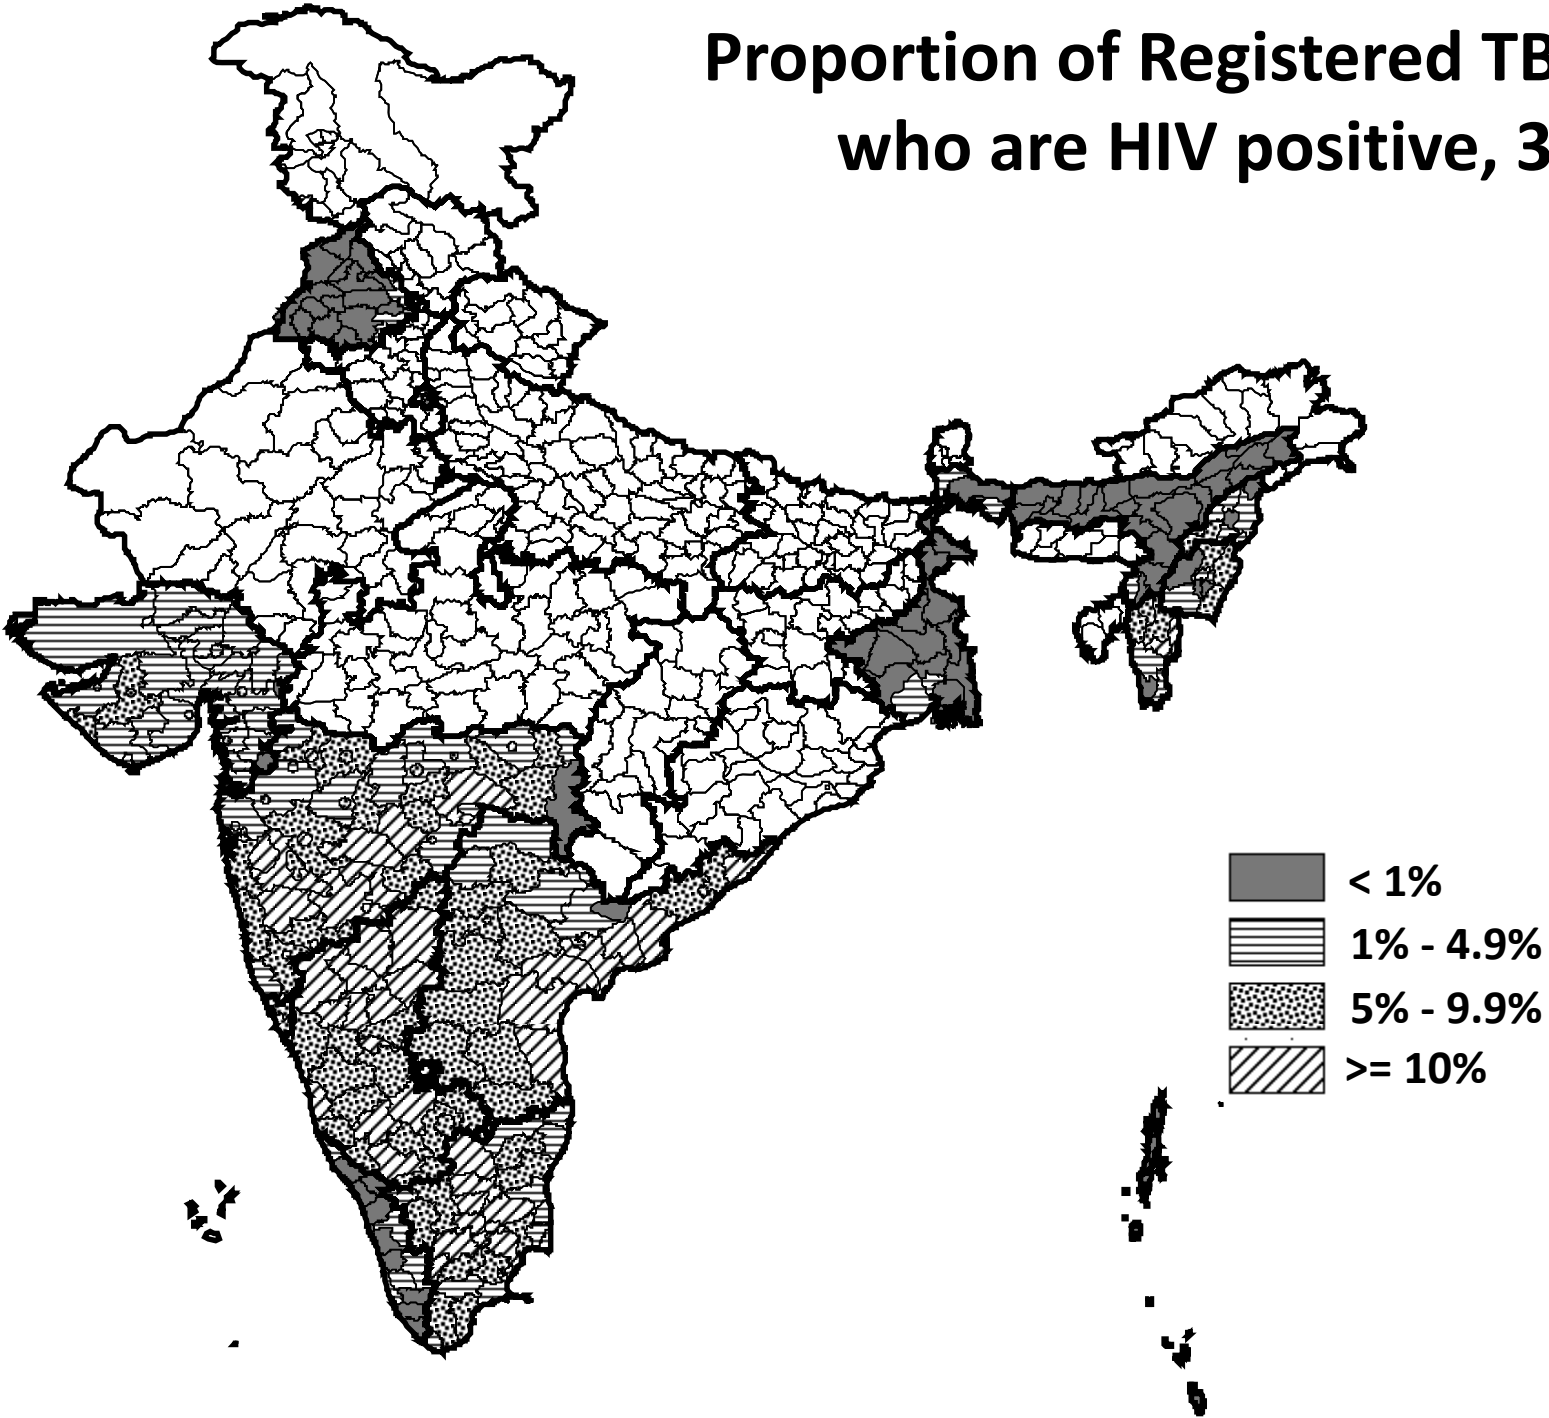 Proportion of Registered TB
who are HIV positive, 3
< 1%
1% - 4.9%
5% - 9.9%
>= 10%